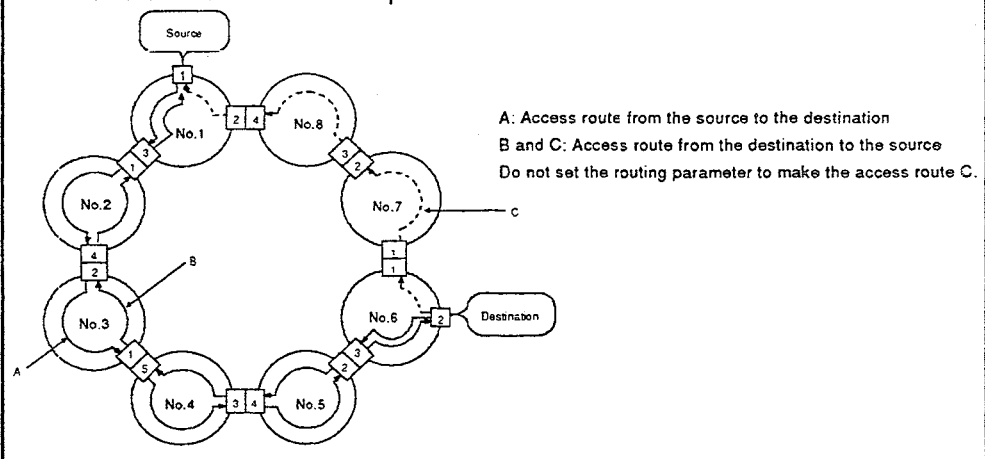 Source
1
No.1
2 4
No.8
3
1
3
2
No.2
No.7
C
4
2
1
1
B
No.3
No.6
2
Destination
A
1
5
3
2
No.4
3 4
No.5
A: Access route from the source to the destination
B and C: Access route from the destination to the source
Do not set the routing parameter to make the access route C.